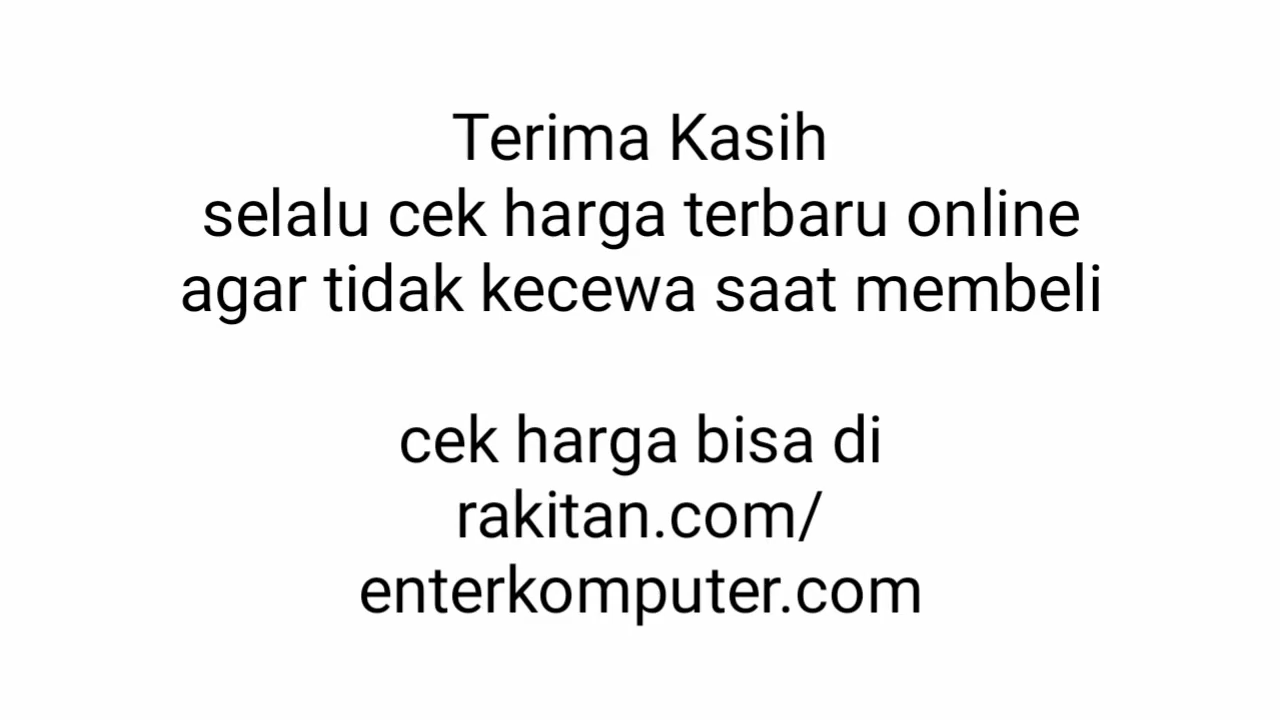 Terima Kasih
selalu cek harga terbaru online
agar tidak kecewa saat membeli
cek harga bisa di
rakitan.com/
enterkomputer.com